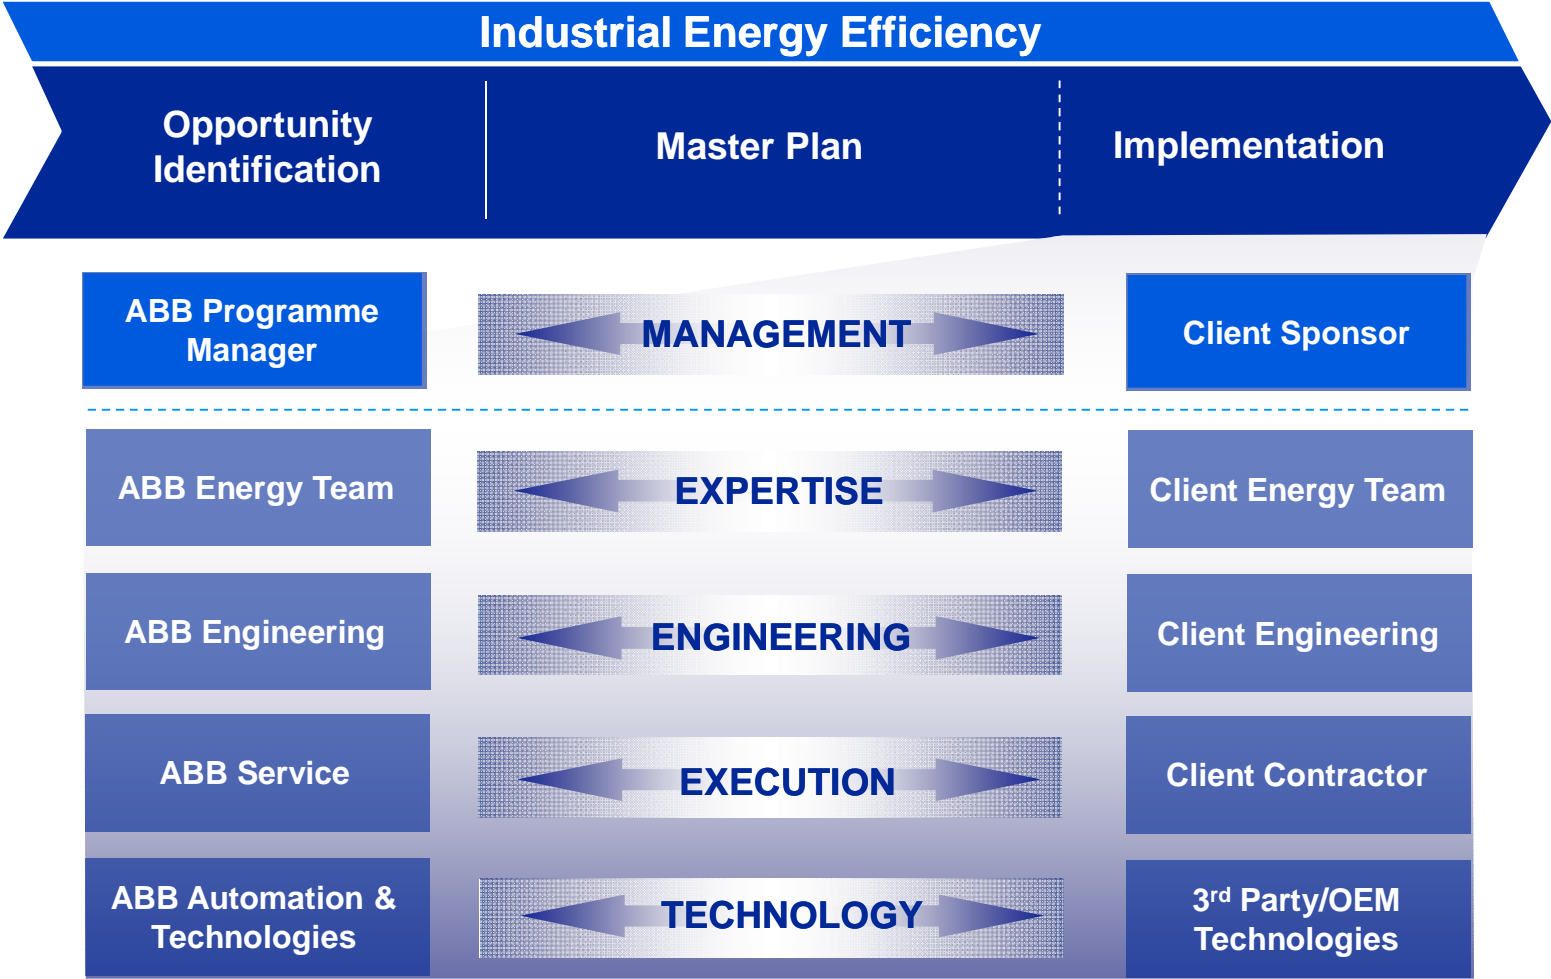 Industrial Energy Efficiency
Opportunity
Identification
Master Plan
Implementation
ABB Programme
Manager
MANAGEMENT
Client Sponsor
ABB Energy Team
EXPERTISE
Client Energy Team
ABB Engineering
ENGINEERING
Client Engineering
ABB Service
EXECUTION
Client Contractor
ABB Automation &
Technologies
TECHNOLOGY
3rd Party/OEM
Technologies